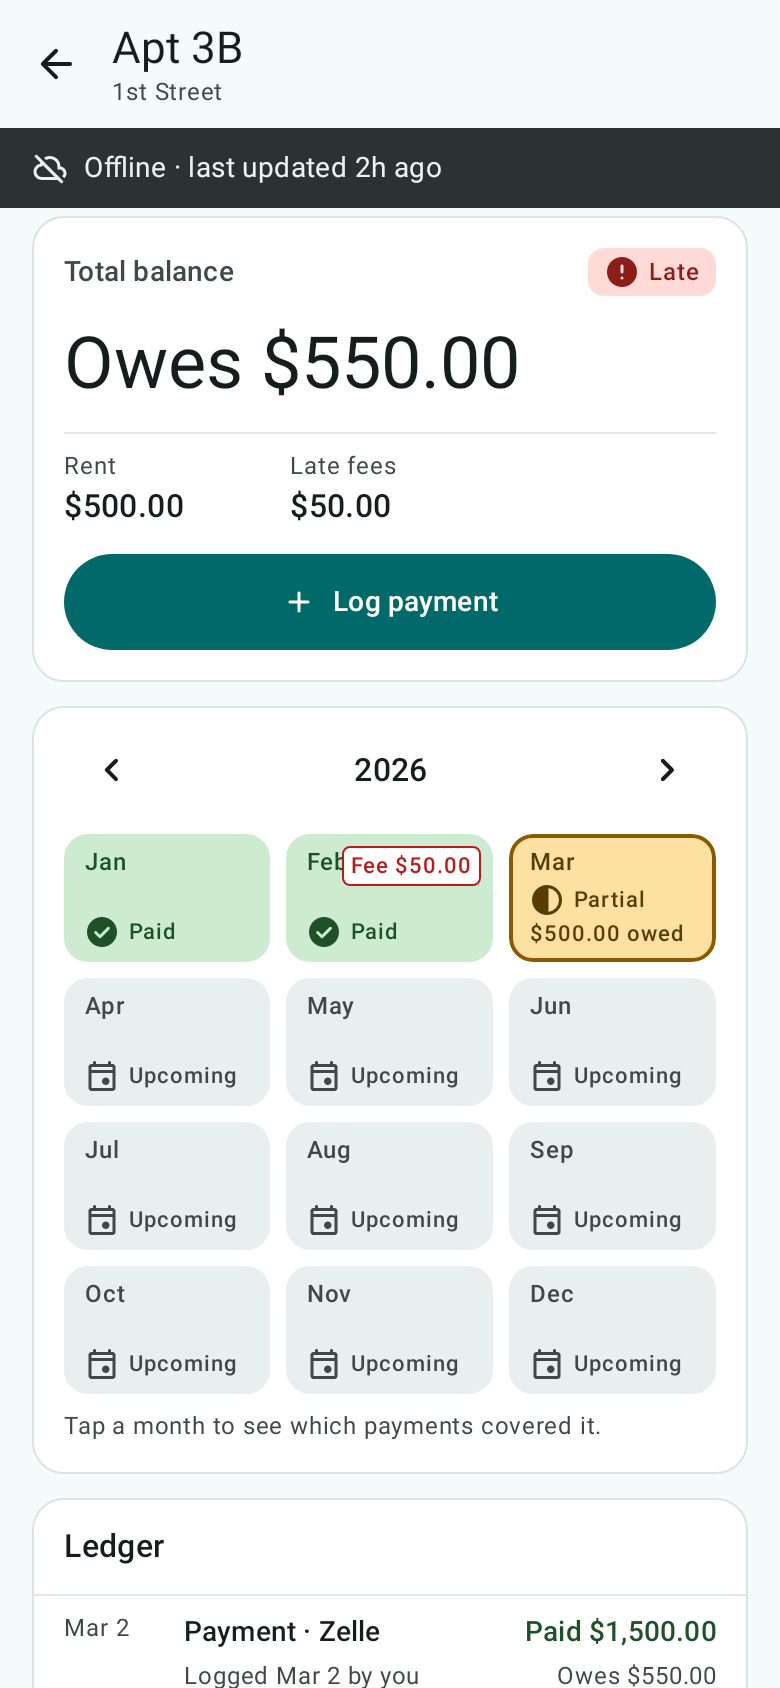 Apt 3B
1st Street
Offline · last updated 2h ago
Total balance
Late
Owes $550.00
Rent
Late fees
$500.00
$50.00
Log payment
2026
Jan
Paid
Feb
Fee $50.00
Paid
Mar
Partial
$500.00 owed
Apr
Upcoming
May
Upcoming
Jun
Upcoming
Jul
Upcoming
Aug
Upcoming
Sep
Upcoming
Oct
Upcoming
Nov
Upcoming
Dec
Upcoming
Tap a month to see which payments covered it.
Ledger
Mar 2
Payment · Zelle
Paid $1,500.00
Logged Mar 2 by you
Owes $550.00